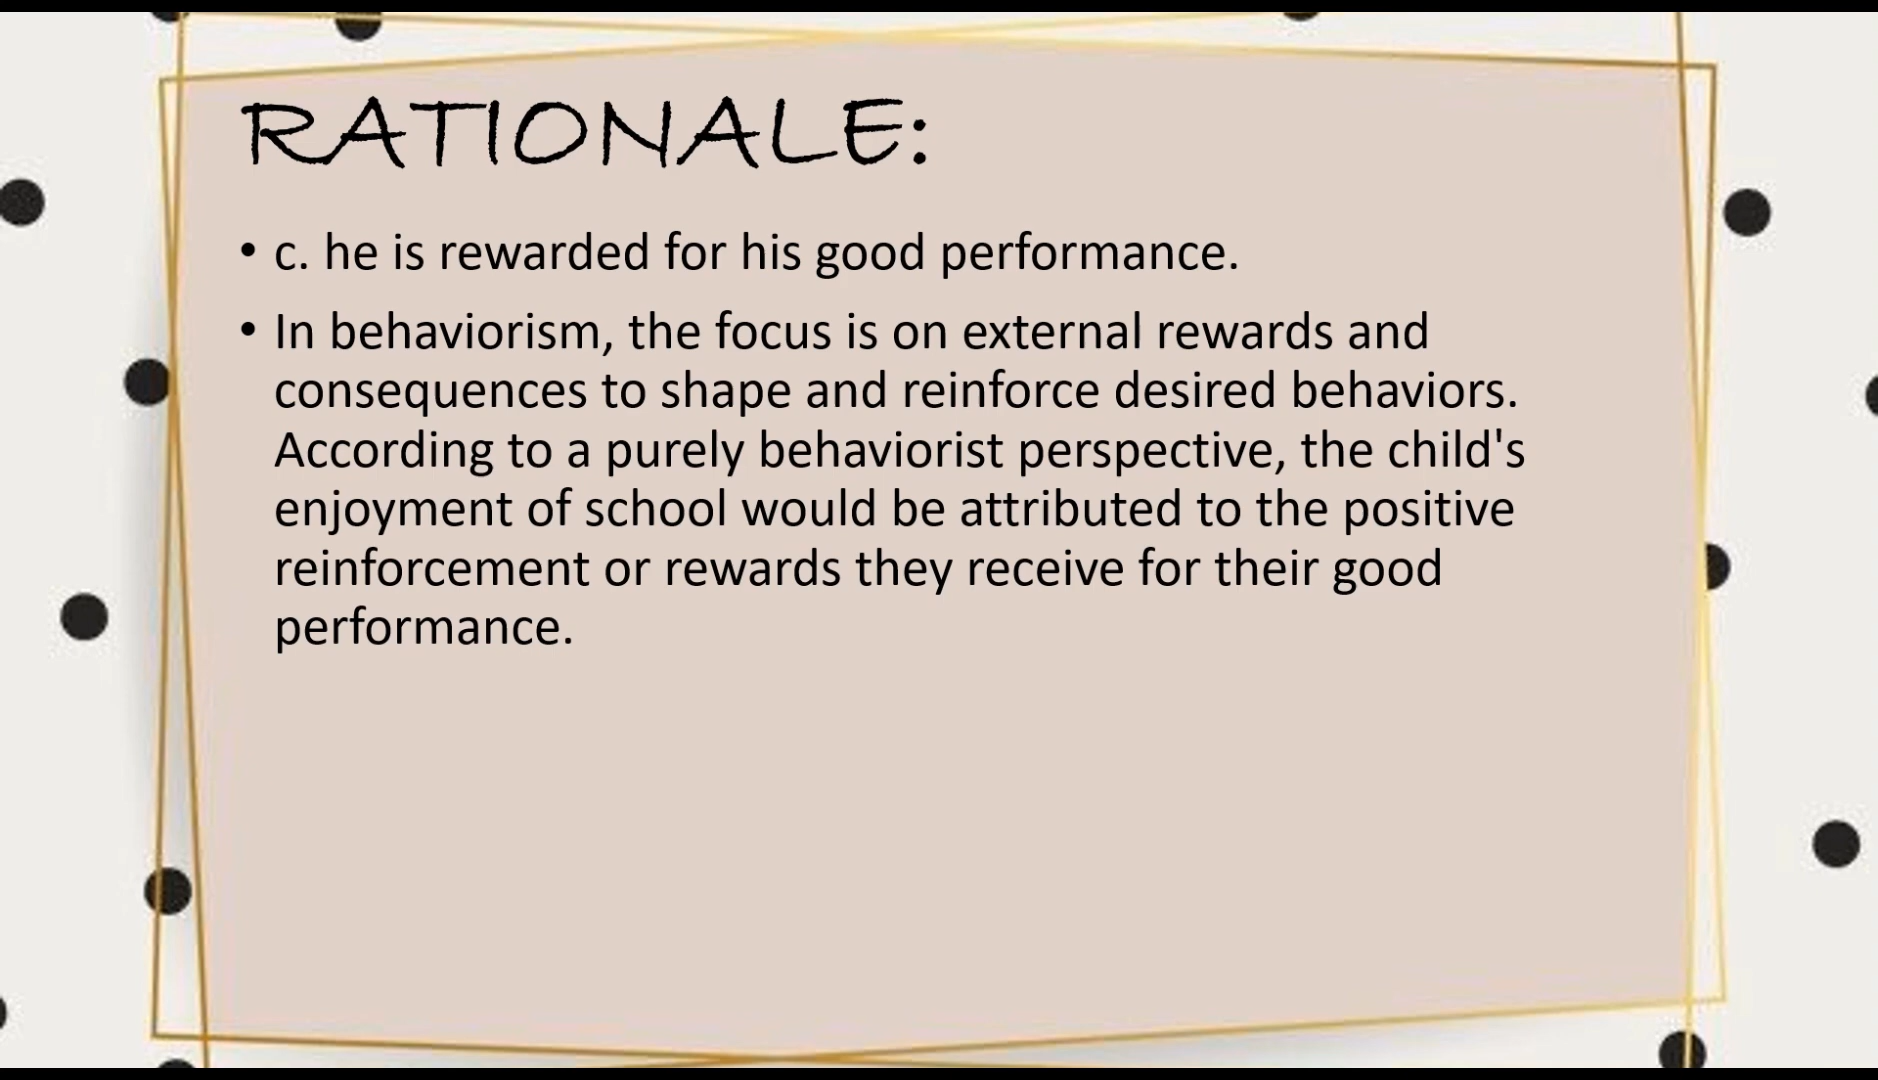 RATIONALE:
• c. he is rewarded for his good performance.
• In behaviorism, the focus is on external rewards and
consequences to shape and reinforce desired behaviors.
According to a purely behaviorist perspective, the child's
enjoyment of school would be attributed to the positive
reinforcement or rewards they receive for their good
performance.